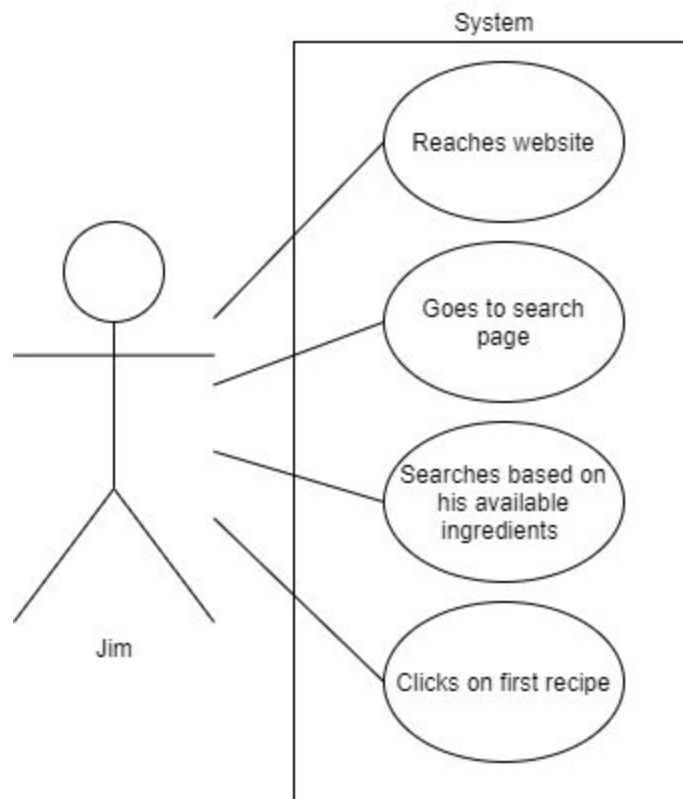 System
Reaches website
Goes to search
page
Searches based on
his available
ingredients
Clicks on first recipe
Jim